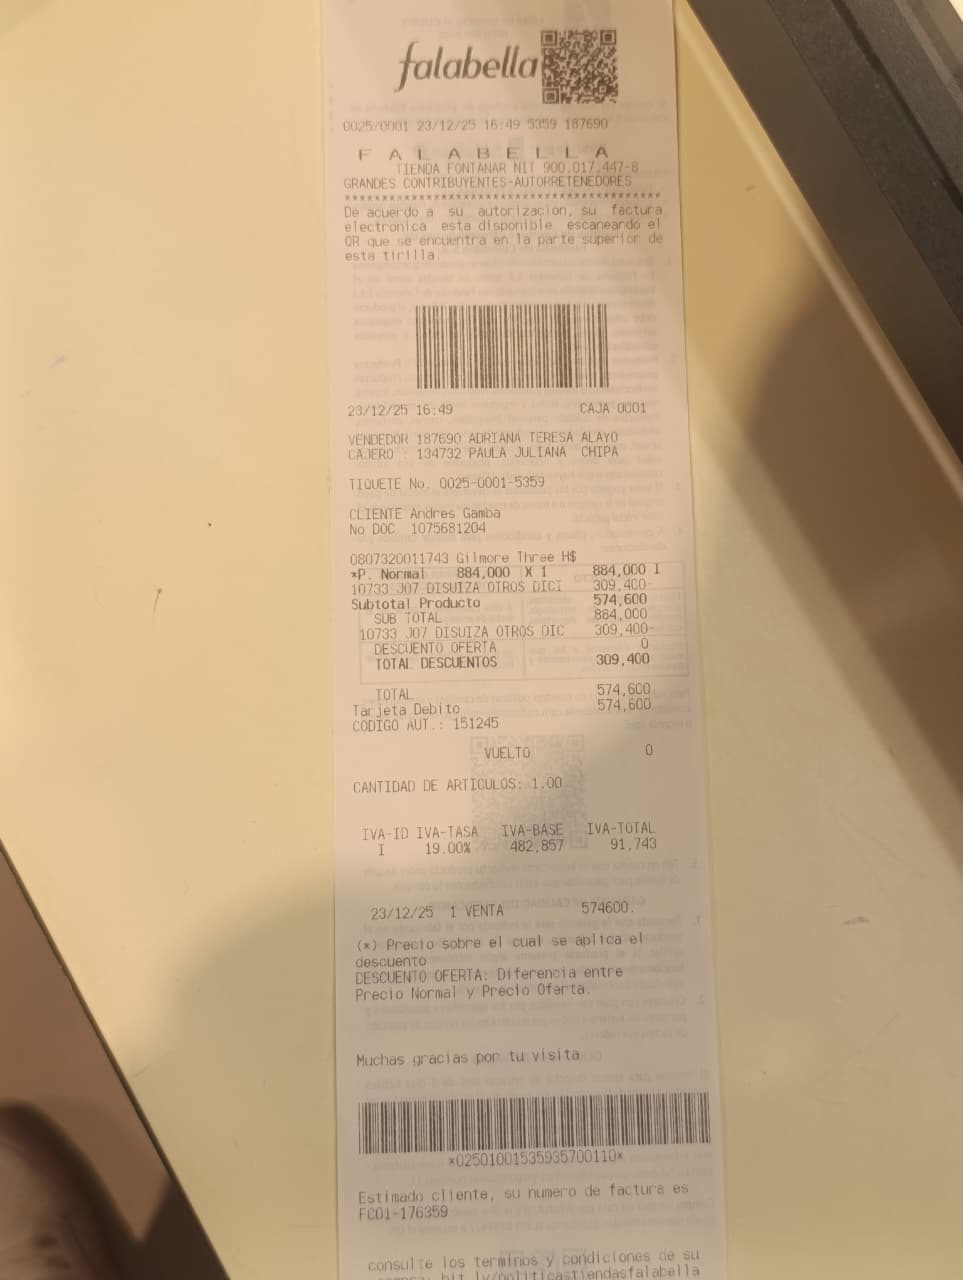 falabella
0025/0001 23/12/25 16:49 5359 187690
F A L A B E L L A
TIENDA FONTANAR NIT 900.017.447-8
GRANDES CONTRIBUYENTES-AUTORRETENEDORES
*******************************************
De acuerdo a su autorizacion, su factura
electronica esta disponible escaneando el
QR que se encuentra en la parte superior de
esta tirilla.
23/12/25 16:49 CAJA 0001
VENDEDOR 187690 ADRIANA TERESA ALAYO
CAJERO : 134732 PAULA JULIANA CHIPA
TIQUETE No. 0025-0001-5359
CLIENTE Andres Gamba
No DOC 1075681204
0807320011743 Gilmore Three H$
*P. Normal 884,000 X 1 884,000 I
10733 J07 DISUIZA OTROS DICI 309,400-
Subtotal Producto 574,600
SUB TOTAL 884,000
10733 J07 DISUIZA OTROS DIC 309,400-
DESCUENTO OFERTA 0
TOTAL DESCUENTOS 309,400
TOTAL 574,600
Tarjeta Debito 574,600
CODIGO AUT.: 151245
VUELTO 0
CANTIDAD DE ARTICULOS: 1.00
IVA-ID IVA-TASA IVA-BASE IVA-TOTAL
I 19.00% 482,857 91,743
23/12/25 1 VENTA 574600.
(*) Precio sobre el cual se aplica el
descuento
DESCUENTO OFERTA: Diferencia entre
Precio Normal y Precio Oferta.
Muchas gracias por tu visita
*02501001535935700110*
Estimado cliente, su numero de factura es
FC01-176359
consulte los terminos y condiciones de su
bit.ly/politicastiendasfalabella